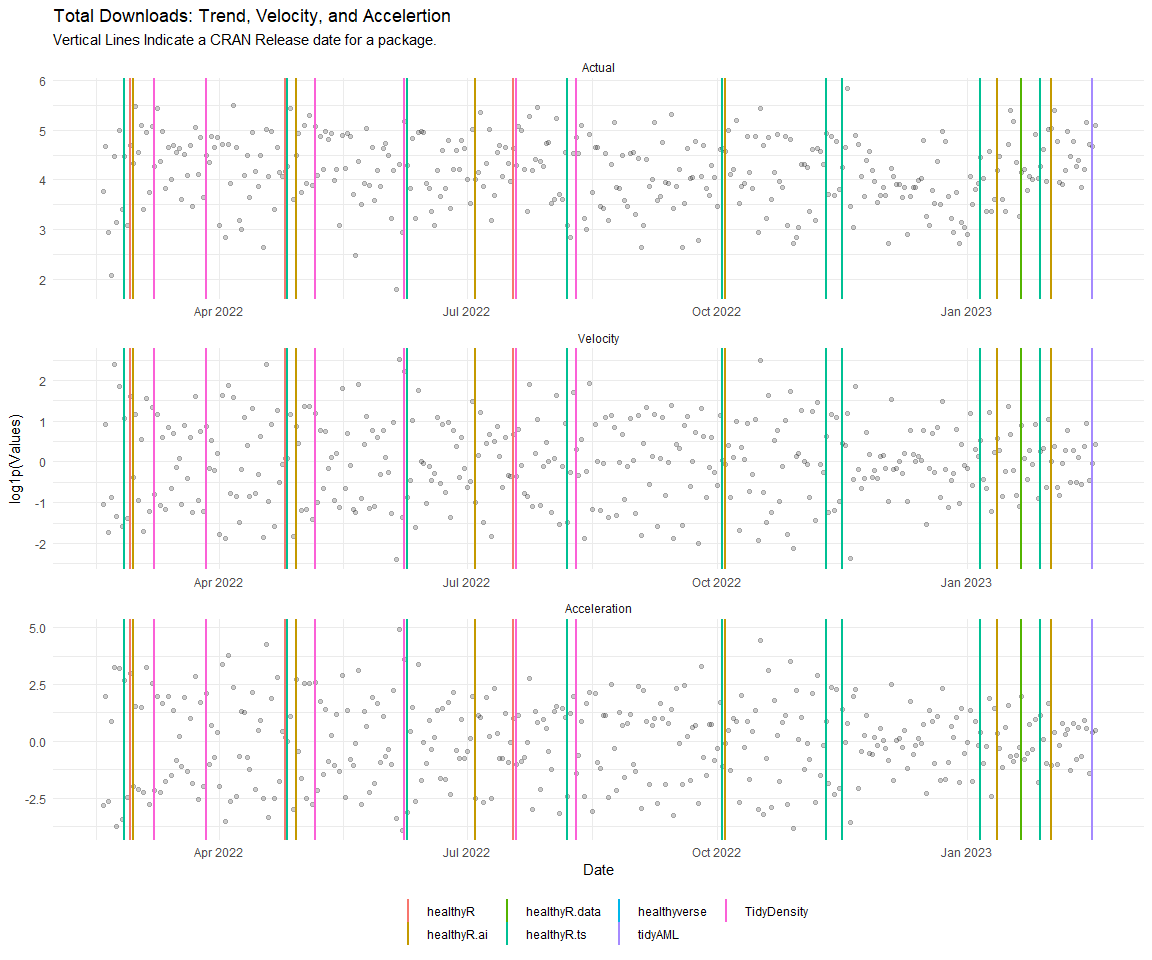 Total Downloads: Trend, Velocity, and Accelertion
Vertical Lines Indicate a CRAN Release date for a package.
Actual
6
5
4
3
2
Apr 2022
Jul 2022
Oct 2022
Jan 2023
Velocity
2
1
0
-1
-2
Apr 2022
Jul 2022
Oct 2022
Jan 2023
log1p(Values)
Acceleration
5.0
2.5
0.0
-2.5
Apr 2022
Jul 2022
Oct 2022
Jan 2023
Date
healthyR
healthyR.data
healthyverse
TidyDensity
healthyR.ai
healthyR.ts
tidyAML